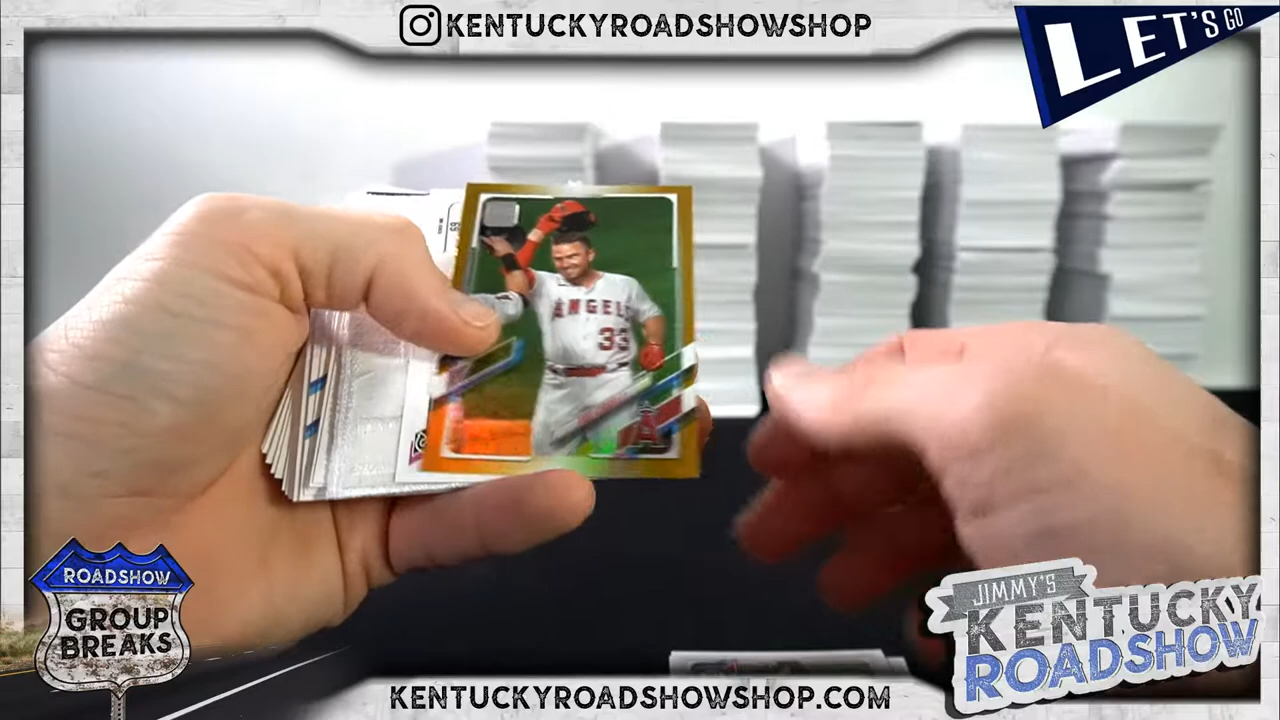 KENTUCKYROADSHOWSHOP
LET'S GO
ANGELS
33
A
ROADSHOW
GROUP
BREAKS
JIMMY'S
KENTUCKY
ROADSHOW
KENTUCKYROADSHOWSHOP.COM